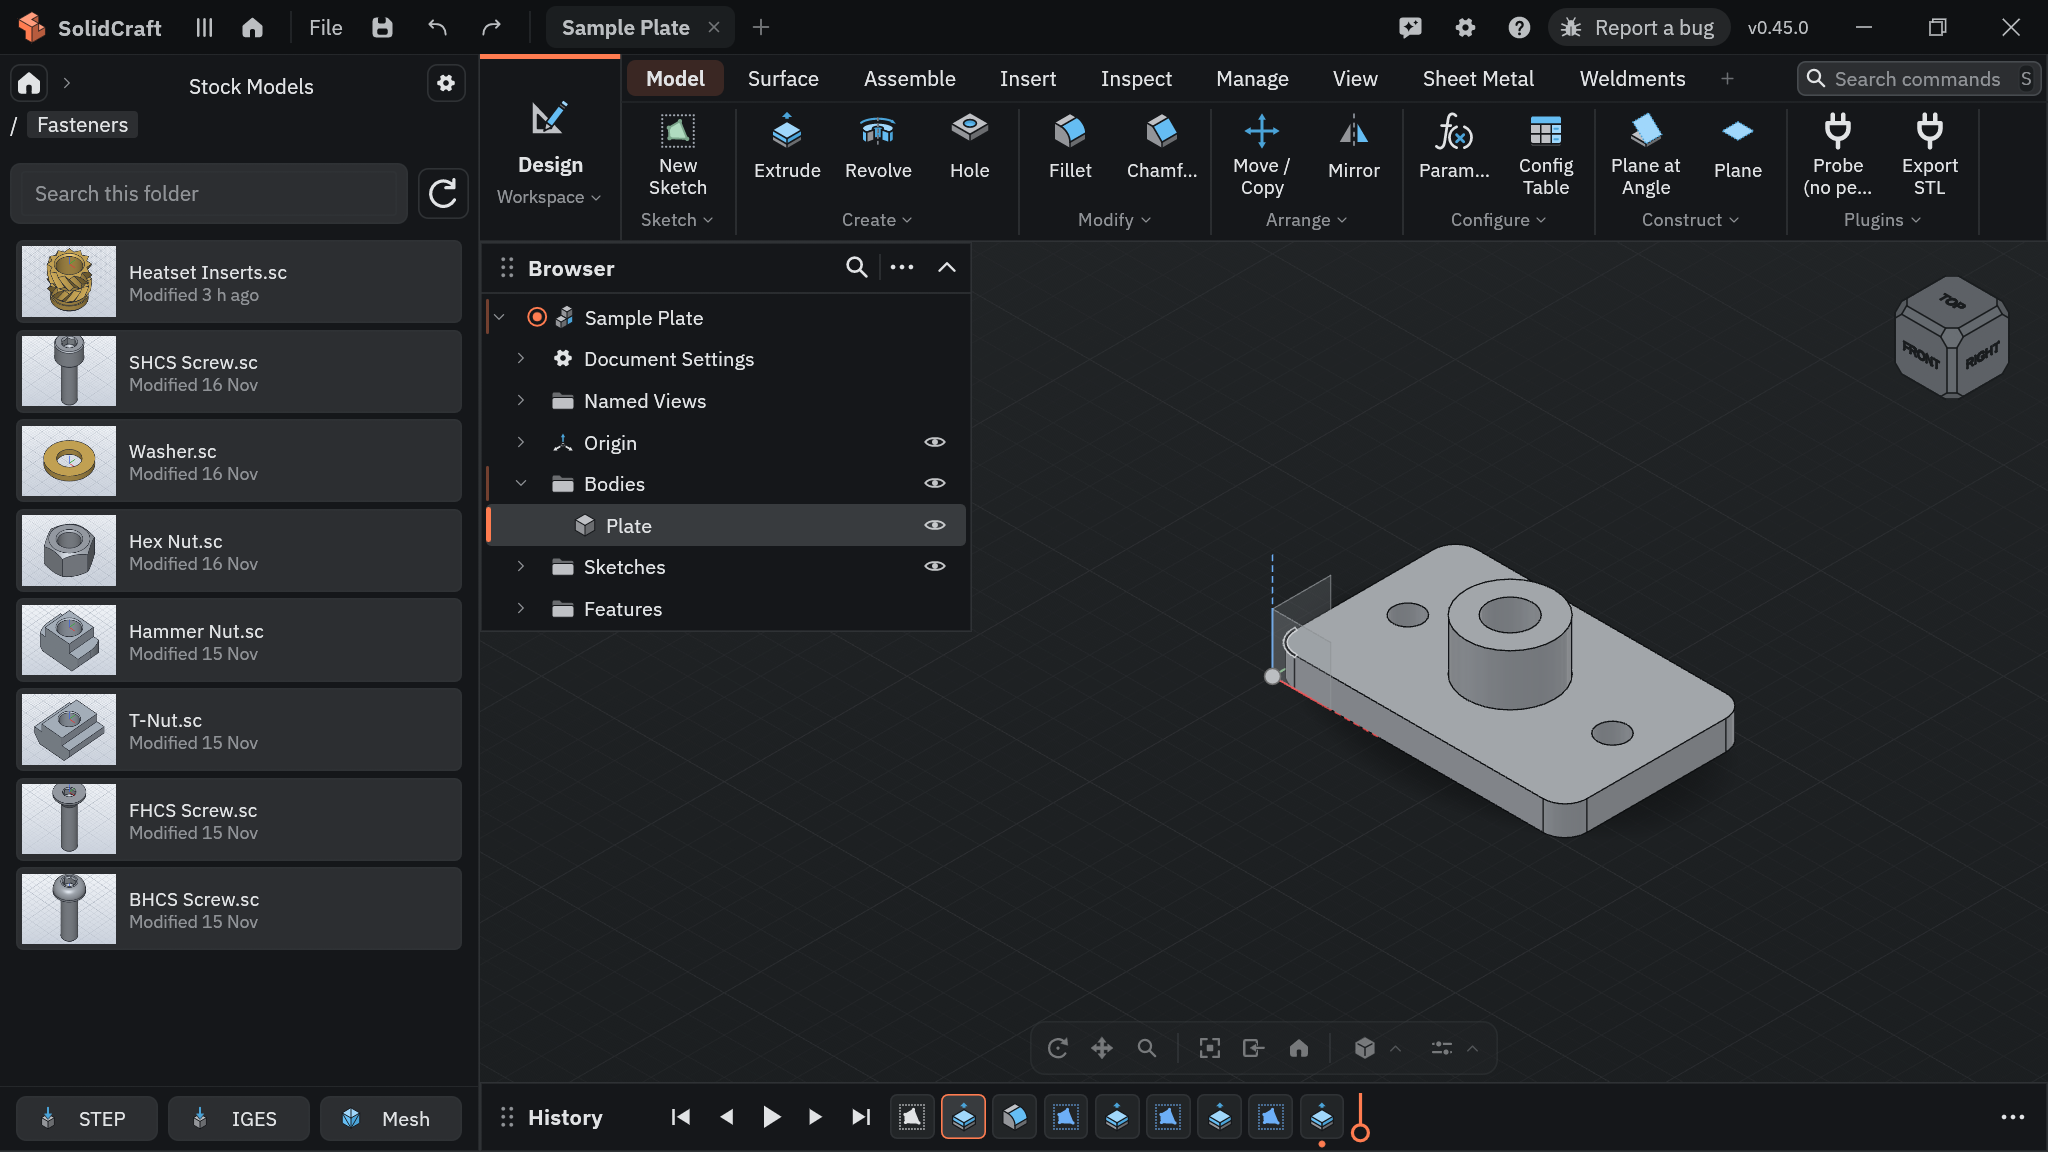 SolidCraft
File
Sample Plate
Report a bug
v0.45.0
Stock Models
/ Fasteners
Search this folder
Heatset Inserts.sc
Modified 3 h ago
SHCS Screw.sc
Modified 16 Nov
Washer.sc
Modified 16 Nov
Hex Nut.sc
Modified 16 Nov
Hammer Nut.sc
Modified 15 Nov
T-Nut.sc
Modified 15 Nov
FHCS Screw.sc
Modified 15 Nov
BHCS Screw.sc
Modified 15 Nov
STEP
IGES
Mesh
Design
Workspace
Model
Surface
Assemble
Insert
Inspect
Manage
View
Sheet Metal
Weldments
Search commands
S
New
Sketch
Sketch
Extrude
Revolve
Hole
Create
Fillet
Chamf...
Modify
Move /
Copy
Mirror
Arrange
Param...
Config
Table
Configure
Plane at
Angle
Plane
Construct
Probe
(no pe...
Export
STL
Plugins
Browser
Sample Plate
Document Settings
Named Views
Origin
Bodies
Plate
Sketches
Features
TOP
FRONT
RIGHT
History